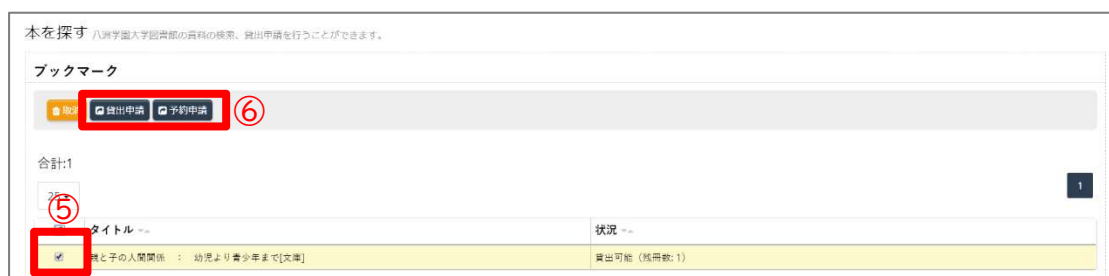 本を探す 八洲学園大学図書館の資料の検索、貸出申請を行うことができます。
ブックマーク
取消 貸出申請 予約申請 ⑥
合計:1
25
1
⑤
タイトル 状況
親と子の人間関係 ： 幼児より青少年まで[文庫] 貸出可能（残冊数:1）